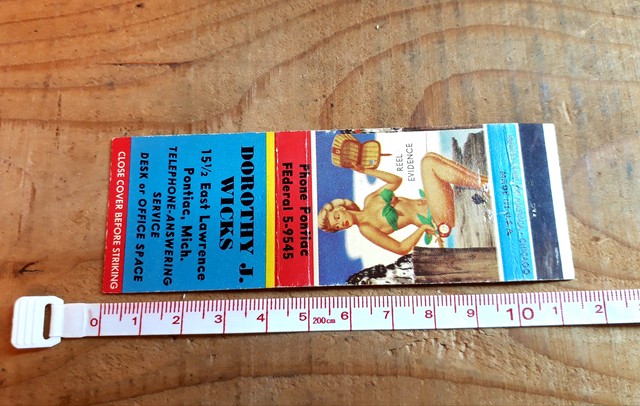 CLOSE COVER BEFORE STRIKING
DOROTHY J.
WICKS
15½ East Lawrence
Pontiac, Mich.
TELEPHONE-ANSWERING
SERVICE
DESK or OFFICE SPACE
Phone Pontiac
FEderal 5-9545
REEL
EVIDENCE
0 1 2 3 4 5 200cm 6 7 8 9 10 1 2